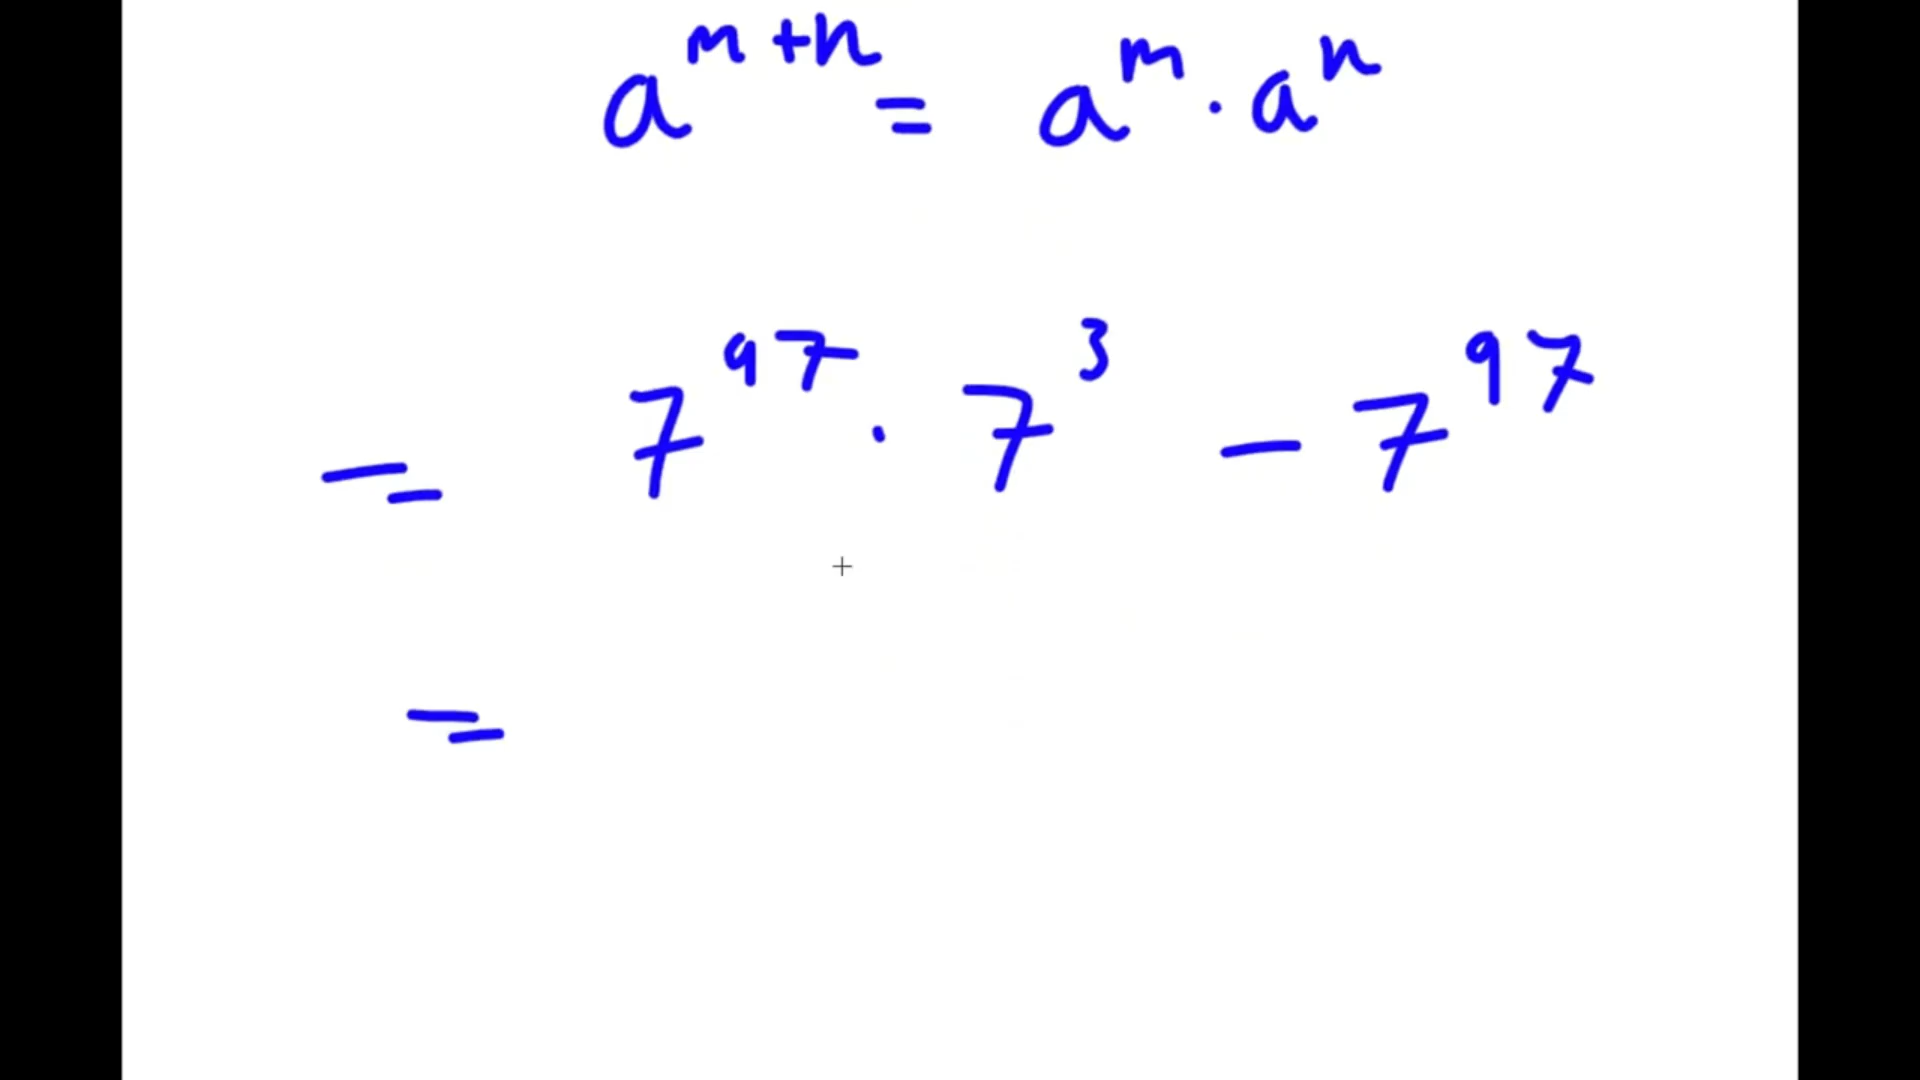 a^{m+n} = a^m · a^n
= 7^{97} · 7^3 - 7^{97}
=